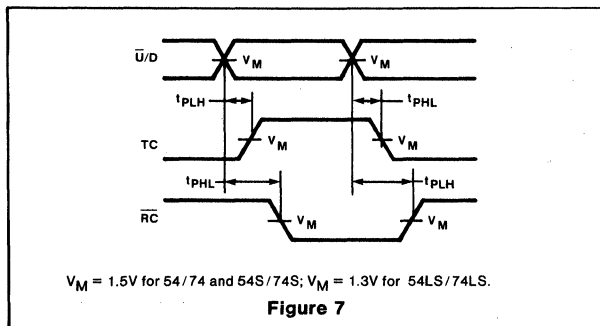 U̅/D V_M V_M
t_PLH t_PHL
TC V_M V_M
t_PHL t_PLH
R̅C̅ V_M V_M
V_M = 1.5V for 54/74 and 54S/74S; V_M = 1.3V for 54LS/74LS.
Figure 7